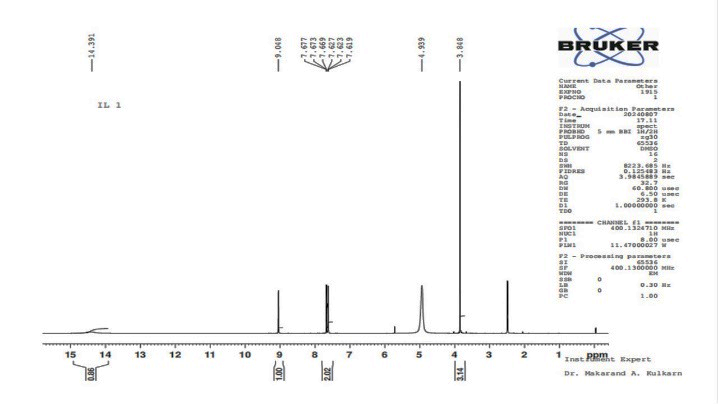 14.391
9.048
7.677
7.673
7.669
7.627
7.623
7.619
4.939
3.848
BRUKER
IL 1
Current Data Parameters
NAME Other
EXPNO 1915
PROCNO 1
F2 - Acquisition Parameters
Date_ 20240807
Time 17.11
INSTRUM spect
PROBHD 5 mm BBI 1H/2H
PULPROG zg30
TD 65536
SOLVENT DMSO
NS 16
DS 2
SWH 8223.685 Hz
FIDRES 0.125483 Hz
AQ 3.9845889 sec
RG 32.7
DW 60.800 usec
DE 6.50 usec
TE 293.8 K
D1 1.00000000 sec
TD0 1
======== CHANNEL f1 ========
SFO1 400.1324710 MHz
NUC1 1H
P1 8.00 usec
PLW1 11.47000027 W
F2 - Processing parameters
SI 65536
SF 400.1300000 MHz
WDW EM
SSB 0
LB 0.30 Hz
GB 0
PC 1.00
15 14 13 12 11 10 9 8 7 6 5 4 3 2 1 ppm
0.86
1.00
2.02
3.14
Instrument Expert
Dr. Makarand A. Kulkarn